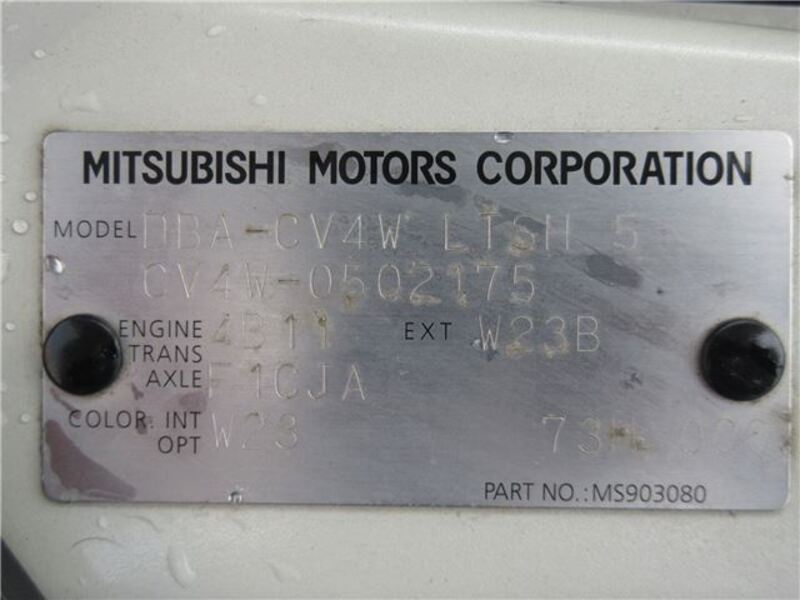 MITSUBISHI MOTORS CORPORATION
MODEL DBA-CV4W LTSH 5
CV4W-0502175
ENGINE 4B11 EXT W23B
TRANS
AXLE F1CJA
COLOR. INT W23
OPT
PART NO.:MS903080